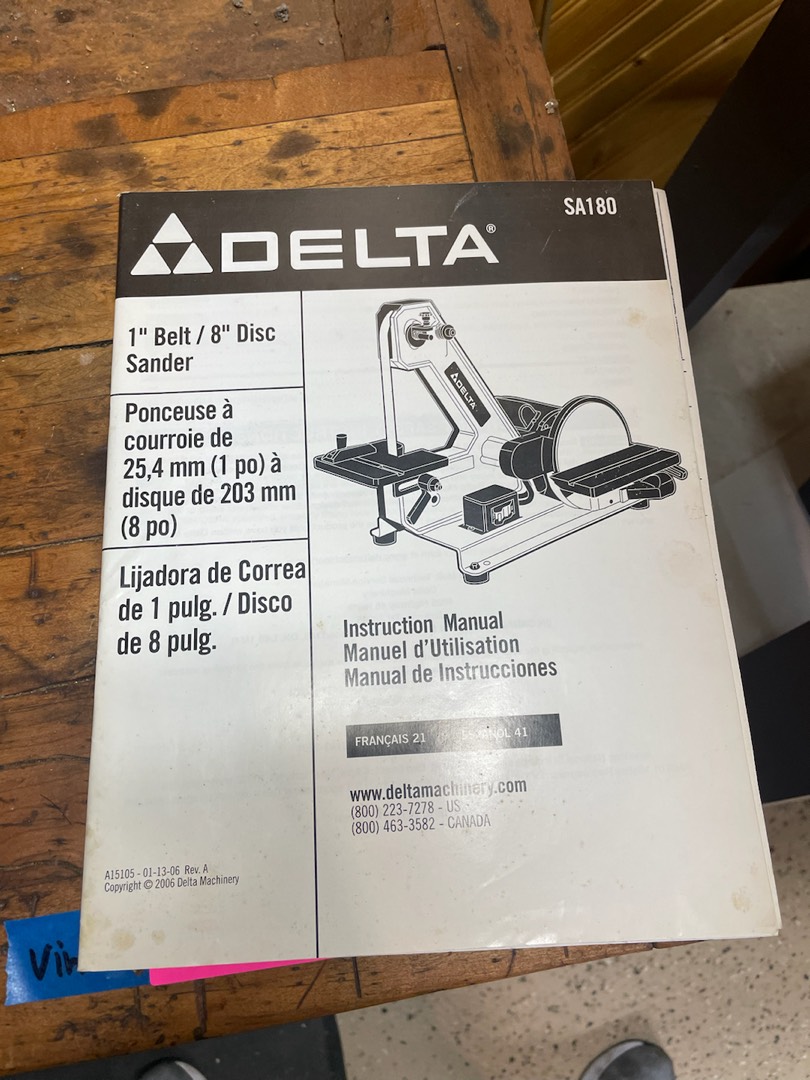 SA180
DELTA®
1" Belt / 8" Disc
Sander
Ponceuse à
courroie de
25,4 mm (1 po) à
disque de 203 mm
(8 po)
Lijadora de Correa
de 1 pulg. / Disco
de 8 pulg.
DELTA
Instruction Manual
Manuel d'Utilisation
Manual de Instrucciones
FRANÇAIS 21
41
www.deltamachinery.com
(800) 223-7278 - US
(800) 463-3582 - CANADA
A15105 - 01-13-06 Rev. A
Copyright © 2006 Delta Machinery